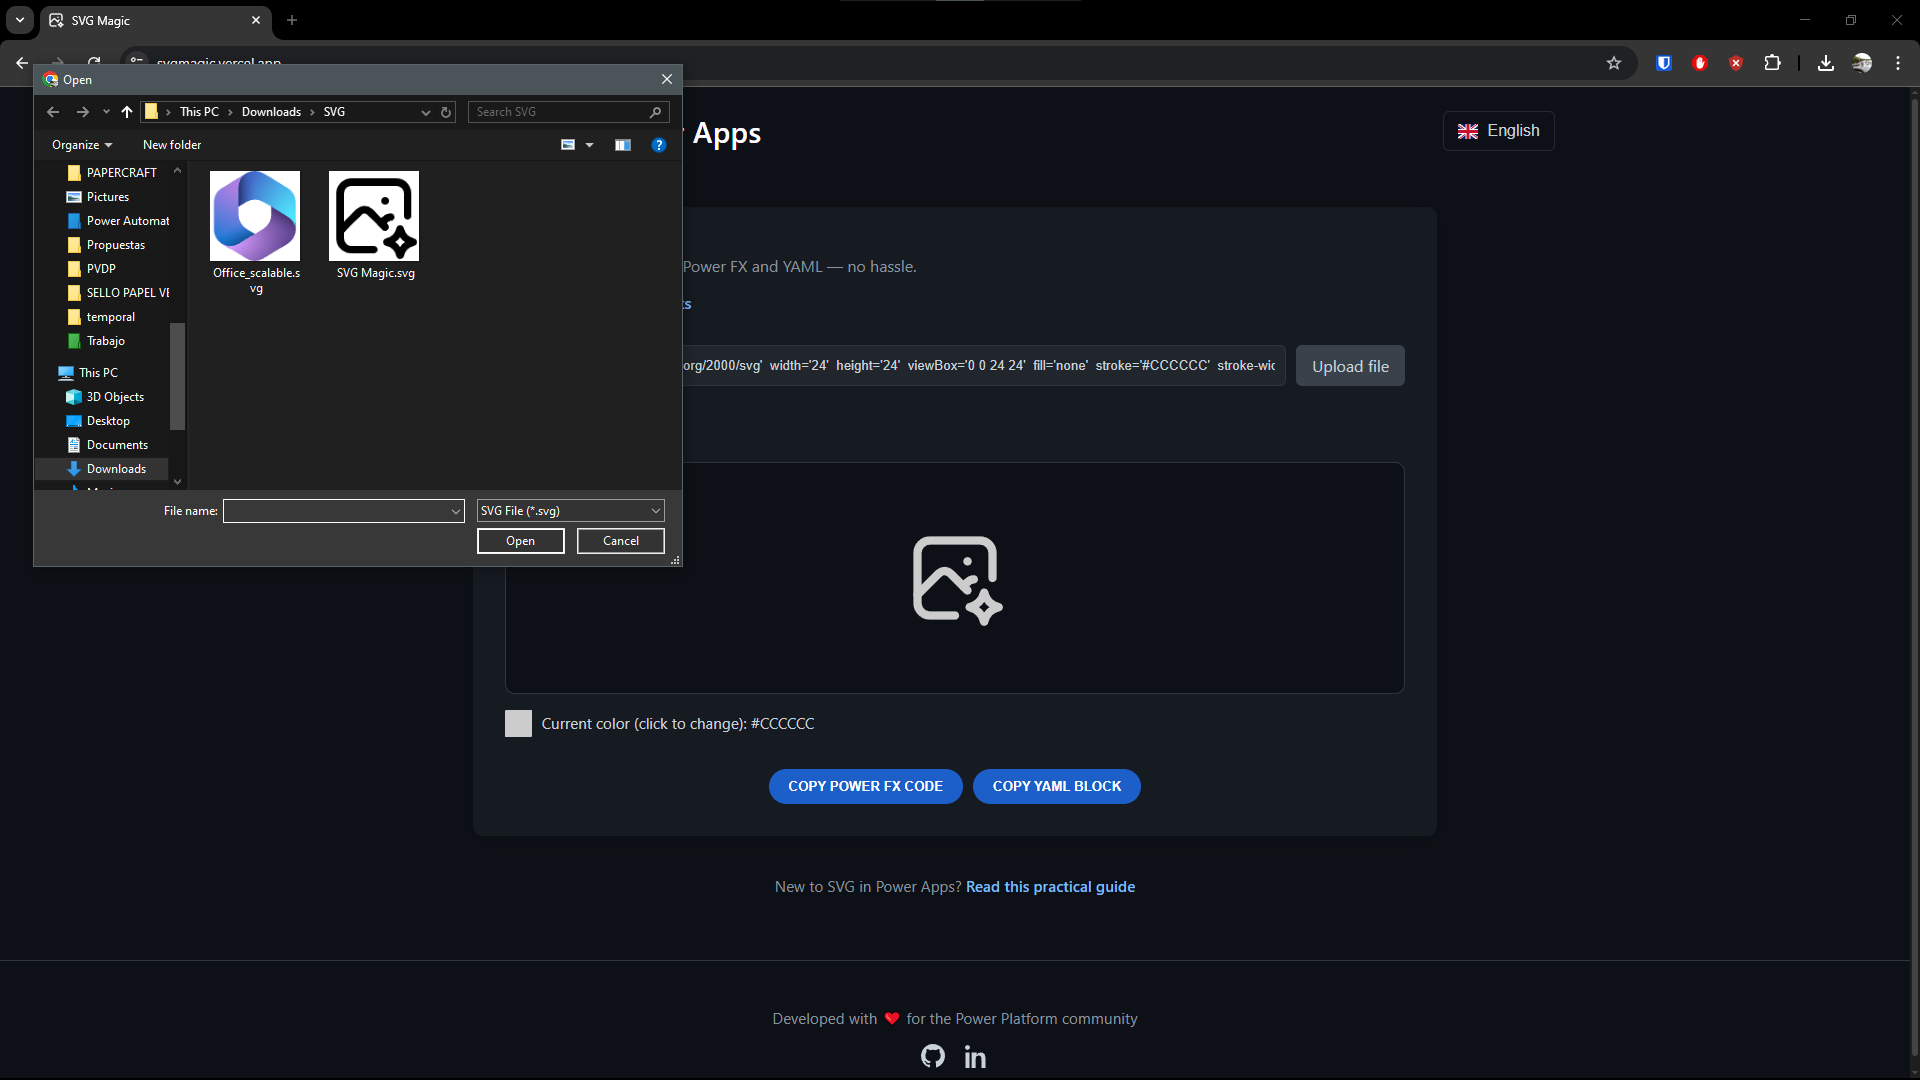 SVG Magic
svgmagic.vercel.app
Open
This PC
Downloads
SVG
Search SVG
Organize
New folder
PAPERCRAFT
Pictures
Power Automat
Propuestas
PVDP
SELLO PAPEL VE
temporal
Trabajo
This PC
3D Objects
Desktop
Documents
Downloads
Office_scalable.s
vg
SVG Magic.svg
File name:
SVG File (*.svg)
Open
Cancel
Apps
English
Power FX and YAML — no hassle.
org/2000/svg' width='24' height='24' viewBox='0 0 24 24' fill='none' stroke='#CCCCCC' stroke-wic
Upload file
Current color (click to change): #CCCCCC
COPY POWER FX CODE
COPY YAML BLOCK
New to SVG in Power Apps? Read this practical guide
Developed with ❤ for the Power Platform community